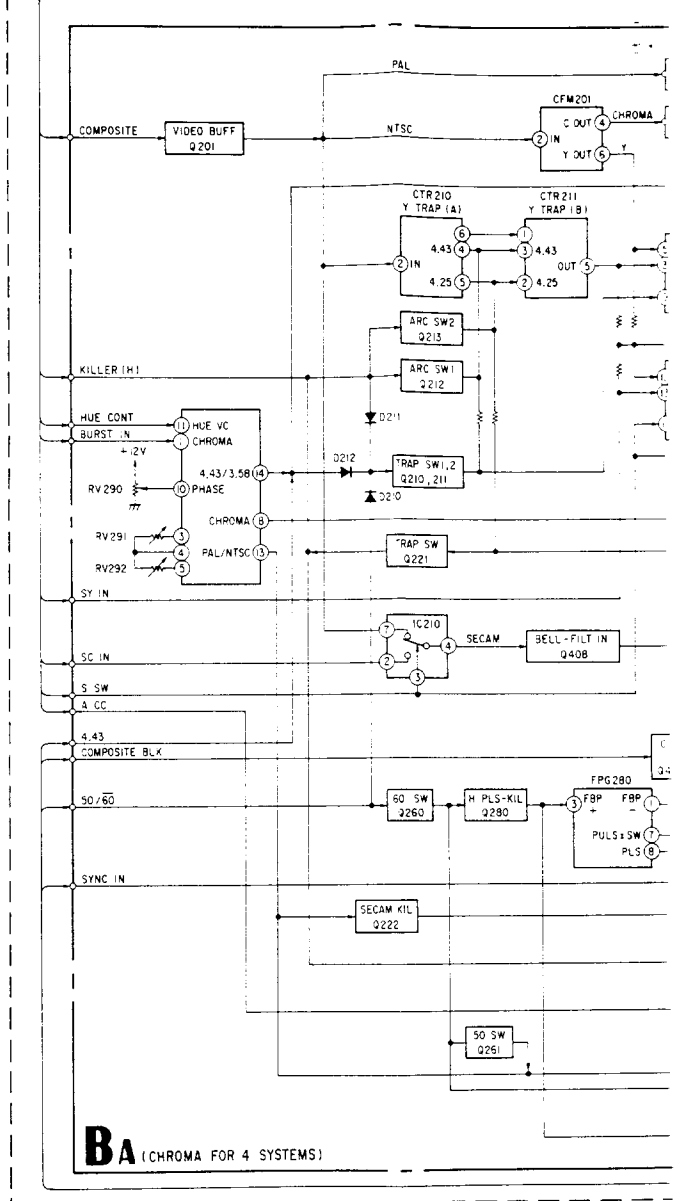 PAL
CFM201
COMPOSITE
VIDEO BUFF
Q201
NTSC
2 IN
C OUT 4
CHROMA
Y OUT 6
Y
CTR210
Y TRAP (A)
CTR211
Y TRAP (B)
6
1
4.43 4
3 4.43
2 IN
OUT 5
4.25 5
2 4.25
ARC SW2
Q213
KILLER (H)
ARC SW1
Q212
HUE CONT
11 HUE VC
D211
BURST IN
1 CHROMA
+12V
D212
4.43/3.58 14
TRAP SW1,2
Q210, 211
RV290
10 PHASE
D210
CHROMA 8
RV291
3
4
PAL/NTSC 13
TRAP SW
Q221
RV292
5
SY IN
7
IC210
4
SECAM
BELL-FILT IN
Q408
SC IN
2
3
S SW
A CC
4.43
COMPOSITE BLK
C
Q4
FPG280
50/60
60 SW
Q260
H PLS-KIL
Q280
3 FBP
+
FBP 1
-
PULS±SW 7
PLS 8
SYNC IN
SECAM KIL
Q222
50 SW
Q261
BA (CHROMA FOR 4 SYSTEMS)